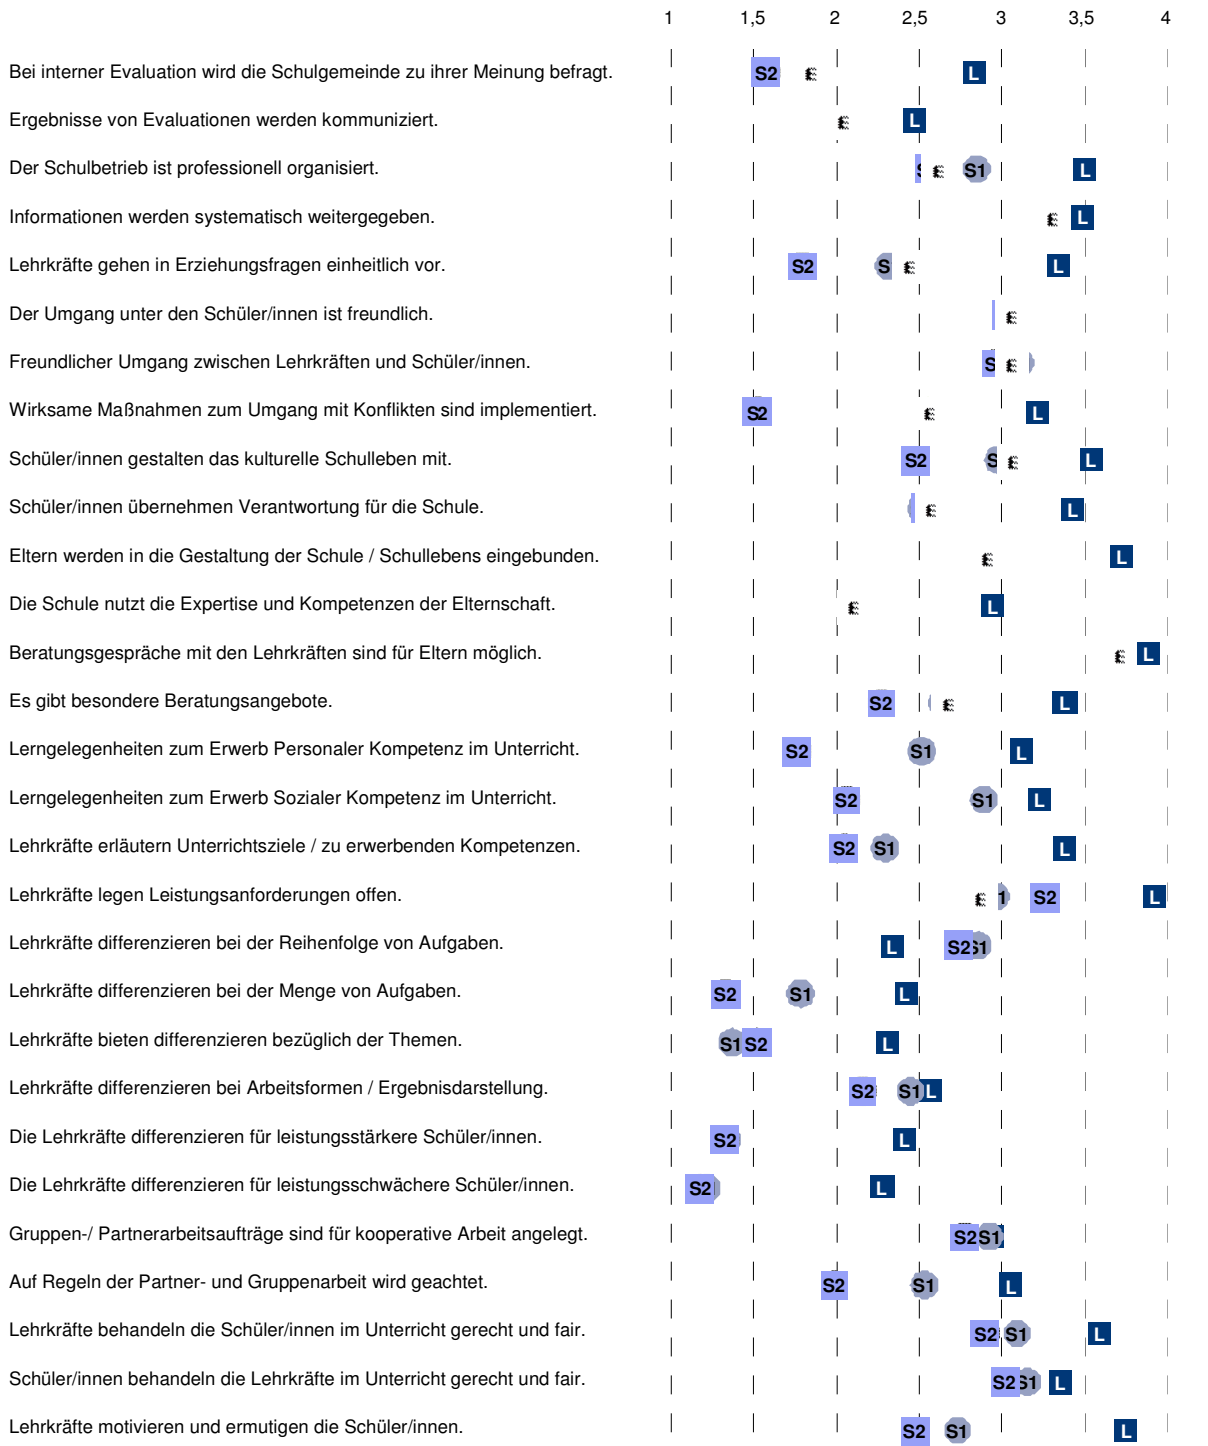 1 1,5 2 2,5 3 3,5 4
Bei interner Evaluation wird die Schulgemeinde zu ihrer Meinung befragt. S2 E L
Ergebnisse von Evaluationen werden kommuniziert. E L
Der Schulbetrieb ist professionell organisiert. E S1 L
Informationen werden systematisch weitergegeben. E L
Lehrkräfte gehen in Erziehungsfragen einheitlich vor. S2 S E L
Der Umgang unter den Schüler/innen ist freundlich. E
Freundlicher Umgang zwischen Lehrkräften und Schüler/innen. S E
Wirksame Maßnahmen zum Umgang mit Konflikten sind implementiert. S2 E L
Schüler/innen gestalten das kulturelle Schulleben mit. S2 S E L
Schüler/innen übernehmen Verantwortung für die Schule. E L
Eltern werden in die Gestaltung der Schule / Schullebens eingebunden. E L
Die Schule nutzt die Expertise und Kompetenzen der Elternschaft. E L
Beratungsgespräche mit den Lehrkräften sind für Eltern möglich. E L
Es gibt besondere Beratungsangebote. S2 E L
Lerngelegenheiten zum Erwerb Personaler Kompetenz im Unterricht. S2 S1 L
Lerngelegenheiten zum Erwerb Sozialer Kompetenz im Unterricht. S2 S1 L
Lehrkräfte erläutern Unterrichtsziele / zu erwerbenden Kompetenzen. S2 S1 L
Lehrkräfte legen Leistungsanforderungen offen. E 1 S2 L
Lehrkräfte differenzieren bei der Reihenfolge von Aufgaben. L S2 S1
Lehrkräfte differenzieren bei der Menge von Aufgaben. S2 S1 L
Lehrkräfte bieten differenzieren bezüglich der Themen. S1 S2 L
Lehrkräfte differenzieren bei Arbeitsformen / Ergebnisdarstellung. S2 S1 L
Die Lehrkräfte differenzieren für leistungsstärkere Schüler/innen. S2 L
Die Lehrkräfte differenzieren für leistungsschwächere Schüler/innen. S2 L
Gruppen-/ Partnerarbeitsaufträge sind für kooperative Arbeit angelegt. S2 S1
Auf Regeln der Partner- und Gruppenarbeit wird geachtet. S2 S1 L
Lehrkräfte behandeln die Schüler/innen im Unterricht gerecht und fair. S2 S1 L
Schüler/innen behandeln die Lehrkräfte im Unterricht gerecht und fair. S2 S1 L
Lehrkräfte motivieren und ermutigen die Schüler/innen. S2 S1 L